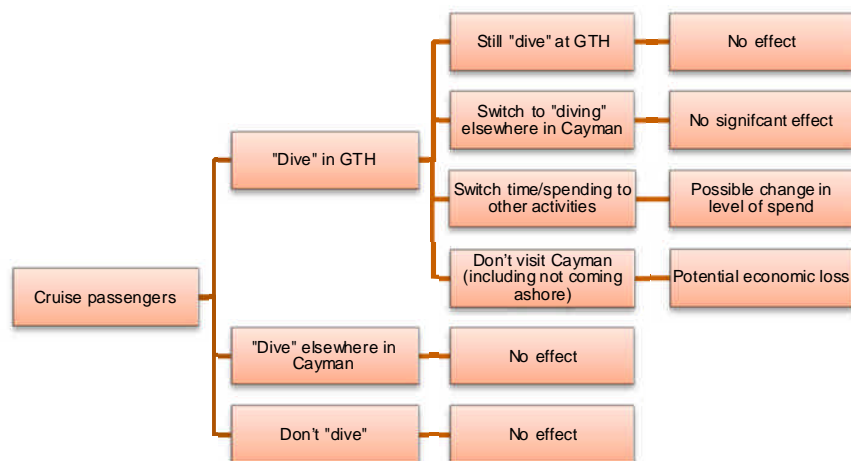 Still "dive" at GTH
No effect
Switch to "diving"
elsewhere in Cayman
No signifcant effect
"Dive" in GTH
Switch time/spending to
other activities
Possible change in
level of spend
Don't visit Cayman
(including not coming
ashore)
Potential economic loss
Cruise passengers
"Dive" elsewhere in
Cayman
No effect
Don't "dive"
No effect